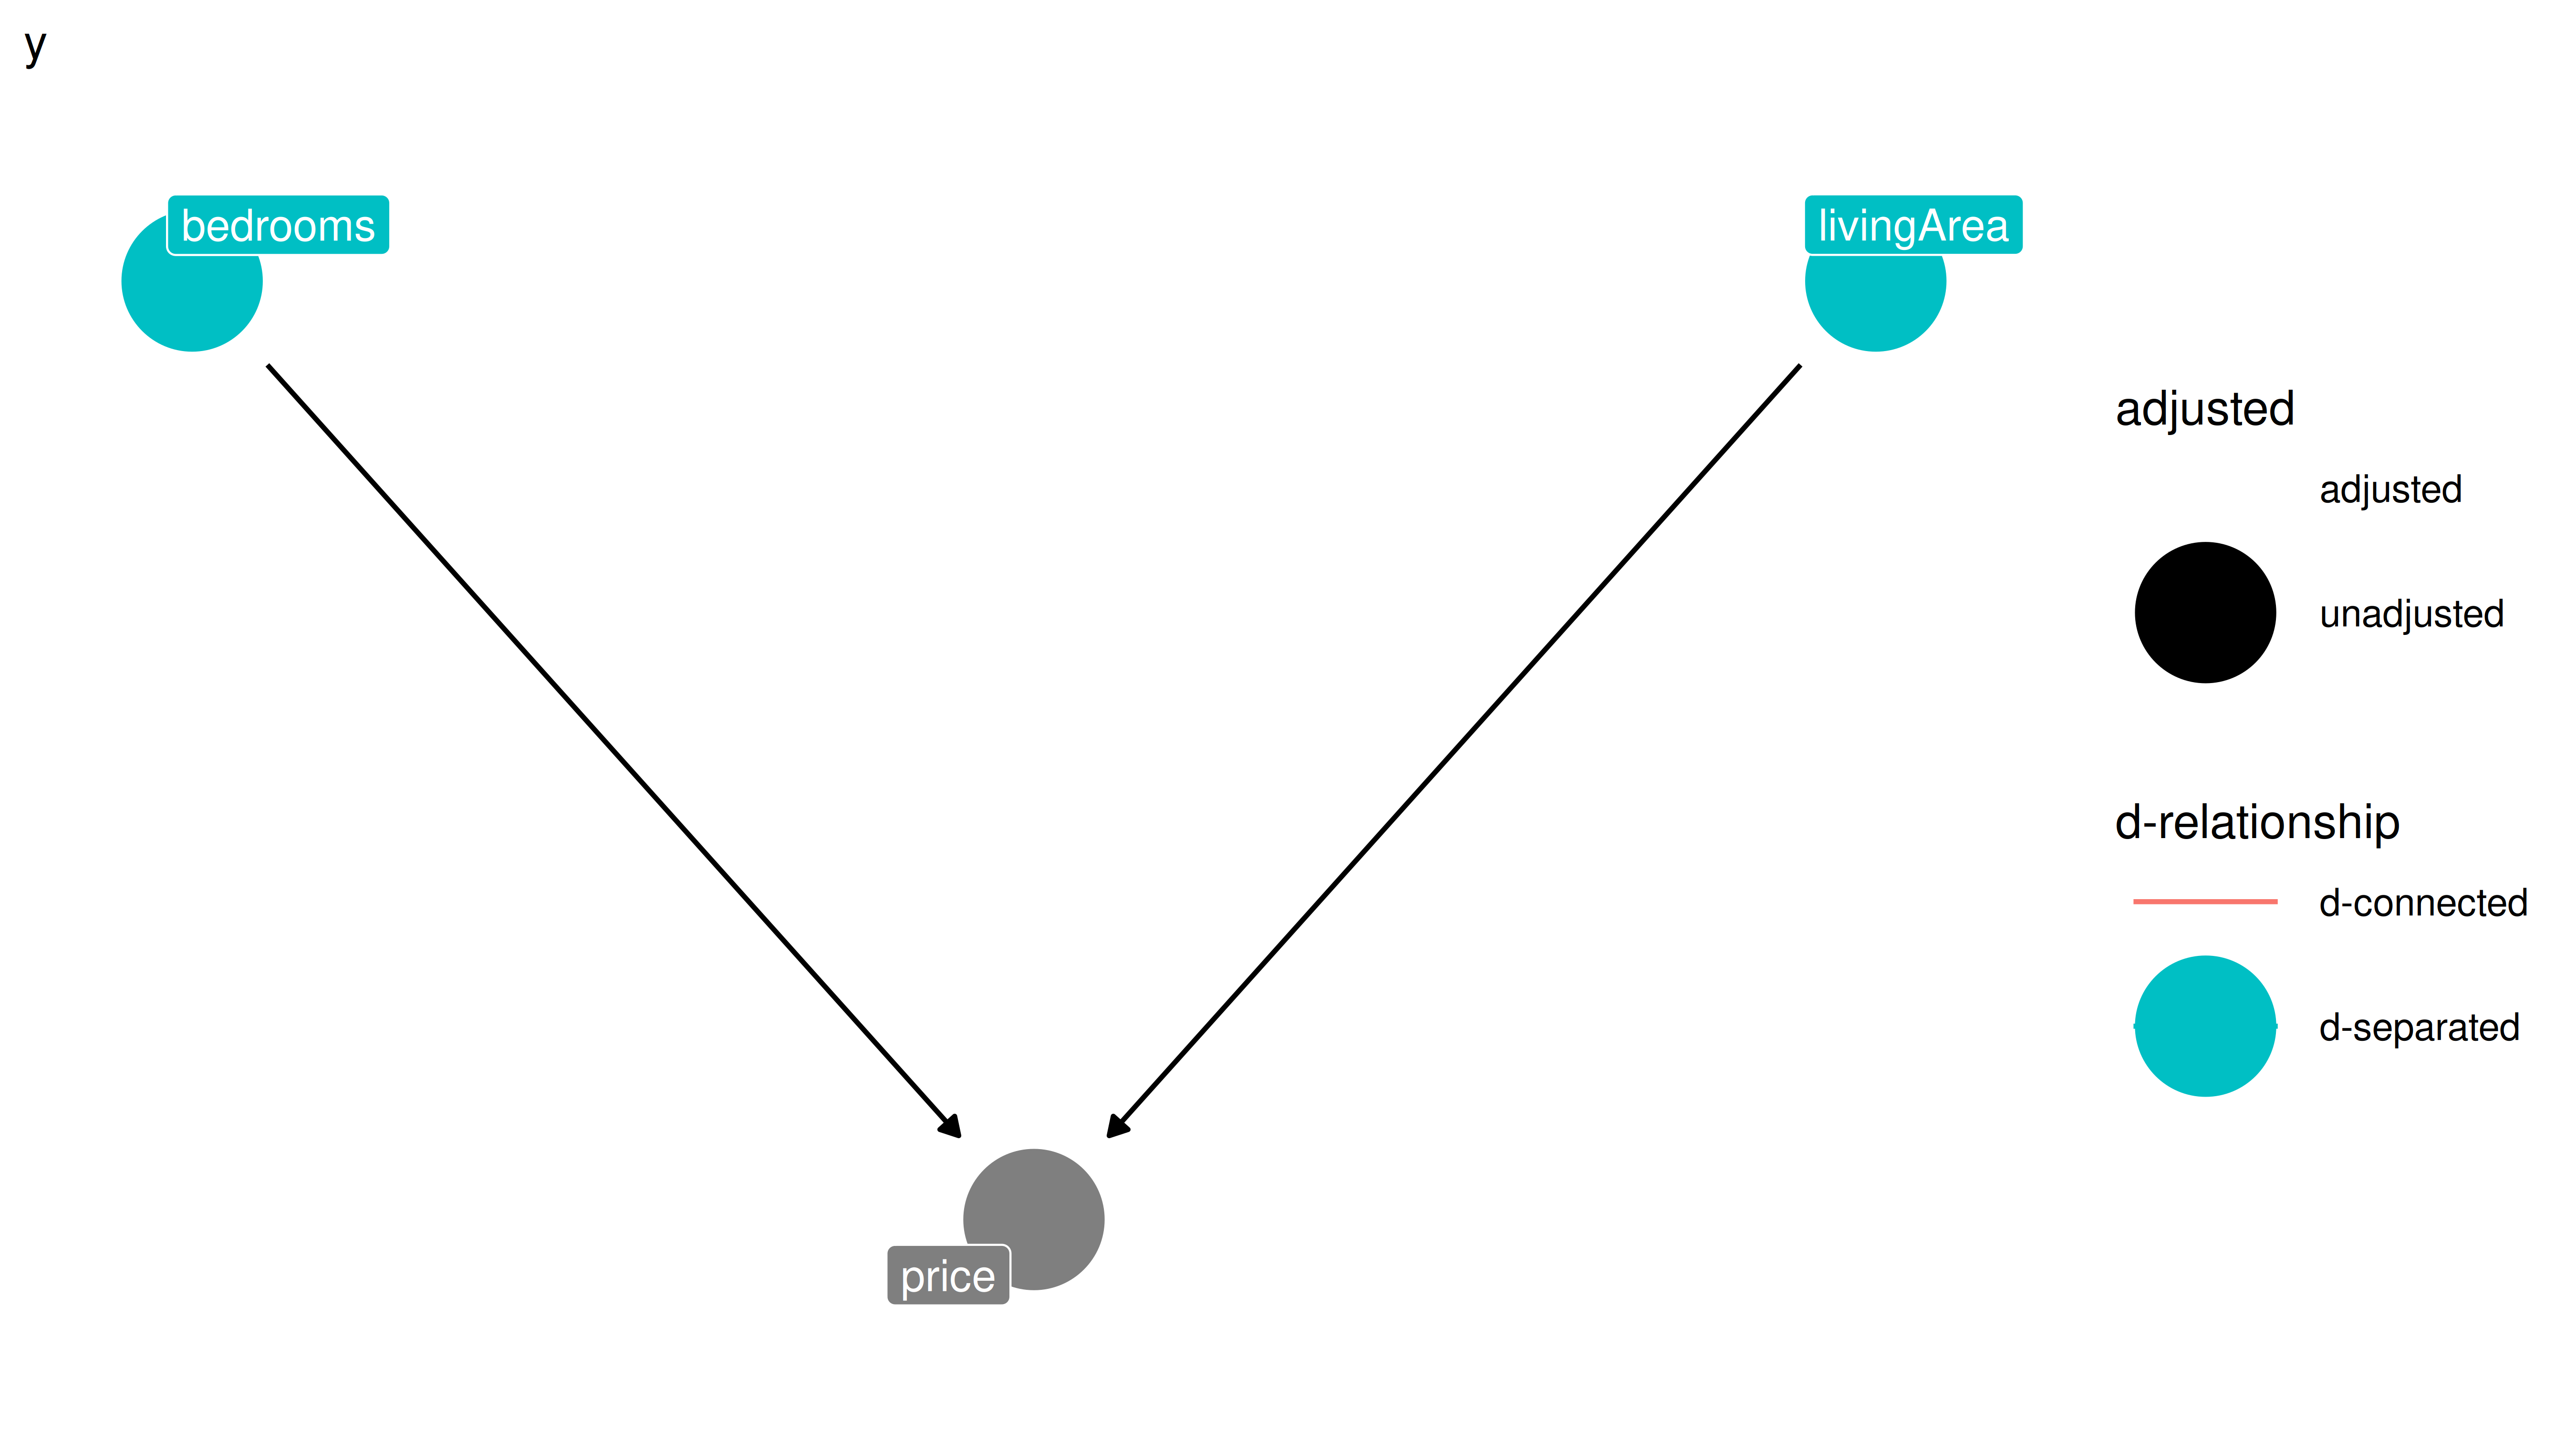 y
bedrooms
livingArea
adjusted
adjusted
unadjusted
d-relationship
d-connected
d-separated
price